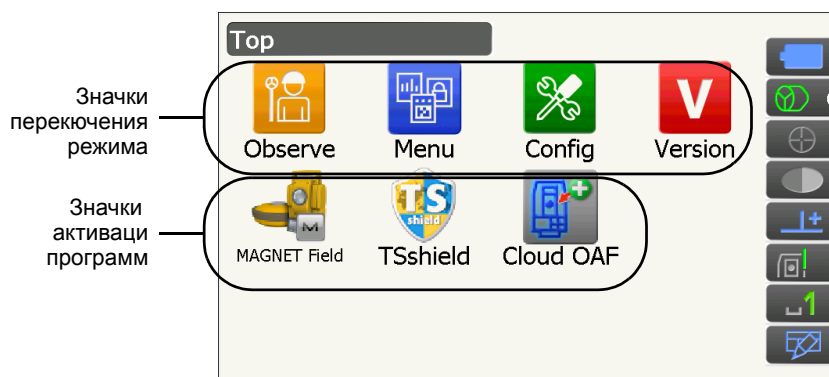 Top
Значки
перекючения
режима
Observe
Menu
Config
V
Version
Значки
активаци
программ
M
MAGNET Field
TS
shield
TSshield
Cloud OAF
1